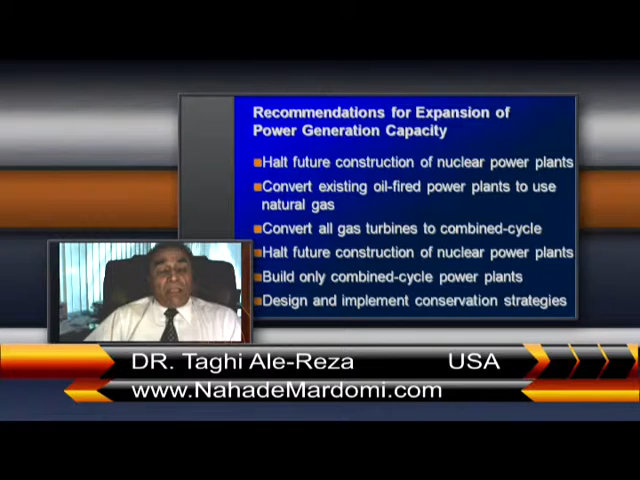 Recommendations for Expansion of
Power Generation Capacity
Halt future construction of nuclear power plants
Convert existing oil-fired power plants to use
natural gas
Convert all gas turbines to combined-cycle
Halt future construction of nuclear power plants
Build only combined-cycle power plants
Design and implement conservation strategies
DR. Taghi Ale-Reza USA
www.NahadeMardomi.com